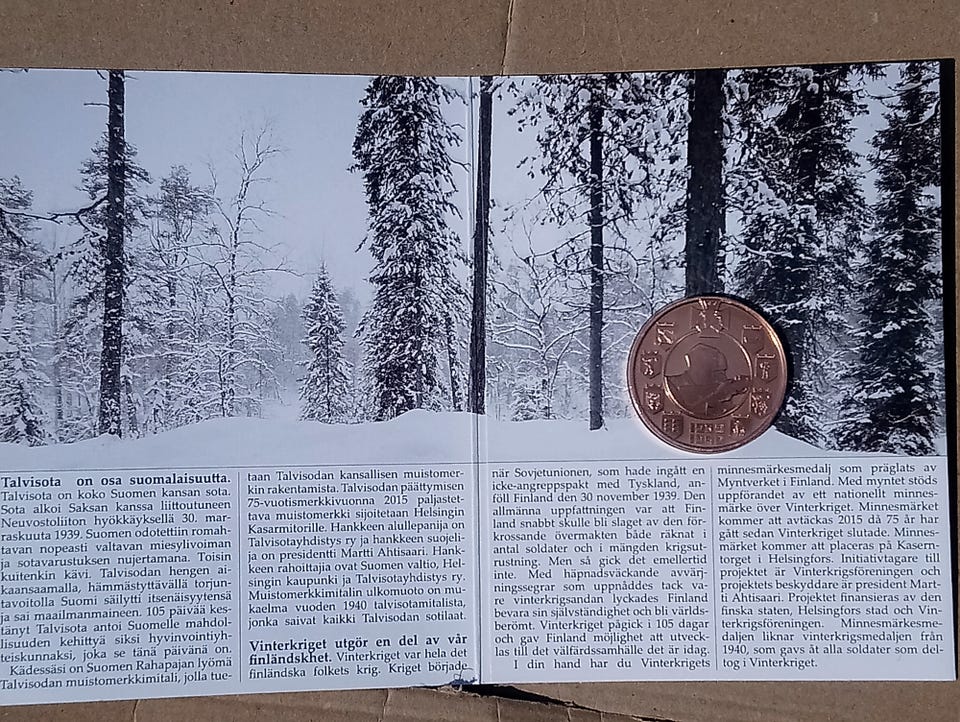 Talvisota on osa suomalaisuutta.
Talvisota on koko Suomen kansan sota.
Sota alkoi Saksan kanssa liittoutuneen
Neuvostoliiton hyökkäyksellä 30. mar-
raskuuta 1939. Suomen odotettiin romah-
tavan nopeasti valtavan miesylivoiman
ja sotavarustuksen nujertamana. Toisin
kuitenkin kävi. Talvisodan hengen ai-
kaansaamalla, hämmästyttävällä torjun-
tavoitolla Suomi säilytti itsenäisyytensä
ja sai maailmanmaineen. 105 päivää kes-
tänyt Talvisota antoi Suomelle mahdol-
lisuuden kehittyä siksi hyvinvointiyh-
teiskunnaksi, joka se tänä päivänä on.
Kädessäsi on Suomen Rahapajan lyömä
Talvisodan muistomerkkimitali, jolla tue-
taan Talvisodan kansallisen muistomer-
kin rakentamista. Talvisodan päättymisen
75-vuotismerkkivuonna 2015 paljastet-
tava muistomerkki sijoitetaan Helsingin
Kasarmitorille. Hankkeen alullepanija on
Talvisotayhdistys ry ja hankkeen suojeli-
ja on presidentti Martti Ahtisaari. Hank-
keen rahoittajia ovat Suomen valtio, Hel-
singin kaupunki ja Talvisotayhdistys ry.
Muistomerkkimitalin ulkomuoto on mu-
kaelma vuoden 1940 talvisotamitalista,
jonka saivat kaikki Talvisodan sotilaat.
Vinterkriget utgör en del av vår
finländskhet. Vinterkriget var hela det
finländska folkets krig. Kriget började
när Sovjetunionen, som hade ingått en
icke-angreppspakt med Tyskland, an-
föll Finland den 30 november 1939. Den
allmänna uppfattningen var att Fin-
land snabbt skulle bli slaget av den för-
krossande övermakten både räknat i
antal soldater och i mängden krigsut-
rustning. Men så gick det emellertid
inte. Med häpnadsväckande avvärj-
ningssegrar som uppnåddes tack va-
re vinterkrigsandan lyckades Finland
bevara sin självständighet och bli världs-
berömt. Vinterkriget pågick i 105 dagar
och gav Finland möjlighet att utveck-
las till det välfärdssamhälle det är idag.
I din hand har du Vinterkrigets
minnesmärkesmedalj som präglats av
Myntverket i Finland. Med myntet stöds
uppförandet av ett nationellt minnes-
märke över Vinterkriget. Minnesmärket
kommer att avtäckas 2015 då 75 år har
gått sedan Vinterkriget slutade. Minnes-
märket kommer att placeras på Kasern-
torget i Helsingfors. Initiativtagare till
projektet är Vinterkrigsföreningen och
projektets beskyddare är president Mart-
ti Ahtisaari. Projektet finansieras av den
finska staten, Helsingfors stad och Vin-
terkrigsföreningen. Minnesmärkesme-
daljen liknar vinterkrigsmedaljen från
1940, som gavs åt alla soldater som del-
tog i Vinterkriget.